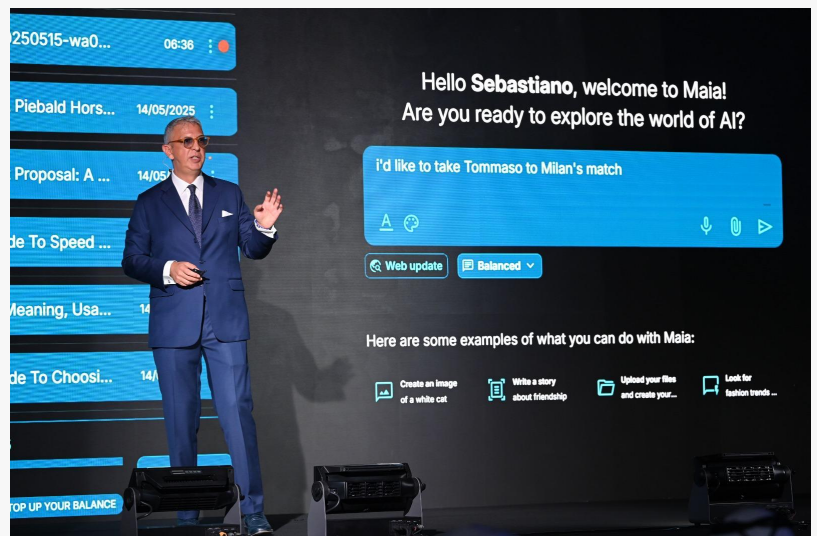 0250515-wa0...
06:36
Piebald Hors...
14/05/2025
Proposal: A ...
14/05
de To Speed ...
Meaning, Usa...
14
de To Choosi...
14/
TOP UP YOUR BALANCE
Hello Sebastiano, welcome to Maia!
Are you ready to explore the world of AI?
i'd like to take Tommaso to Milan's match
A
Web update
Balanced
Here are some examples of what you can do with Maia:
Create an image
of a white cat
Write a story
about friendship
Upload your files
and create your...
Look for
fashion trends ...